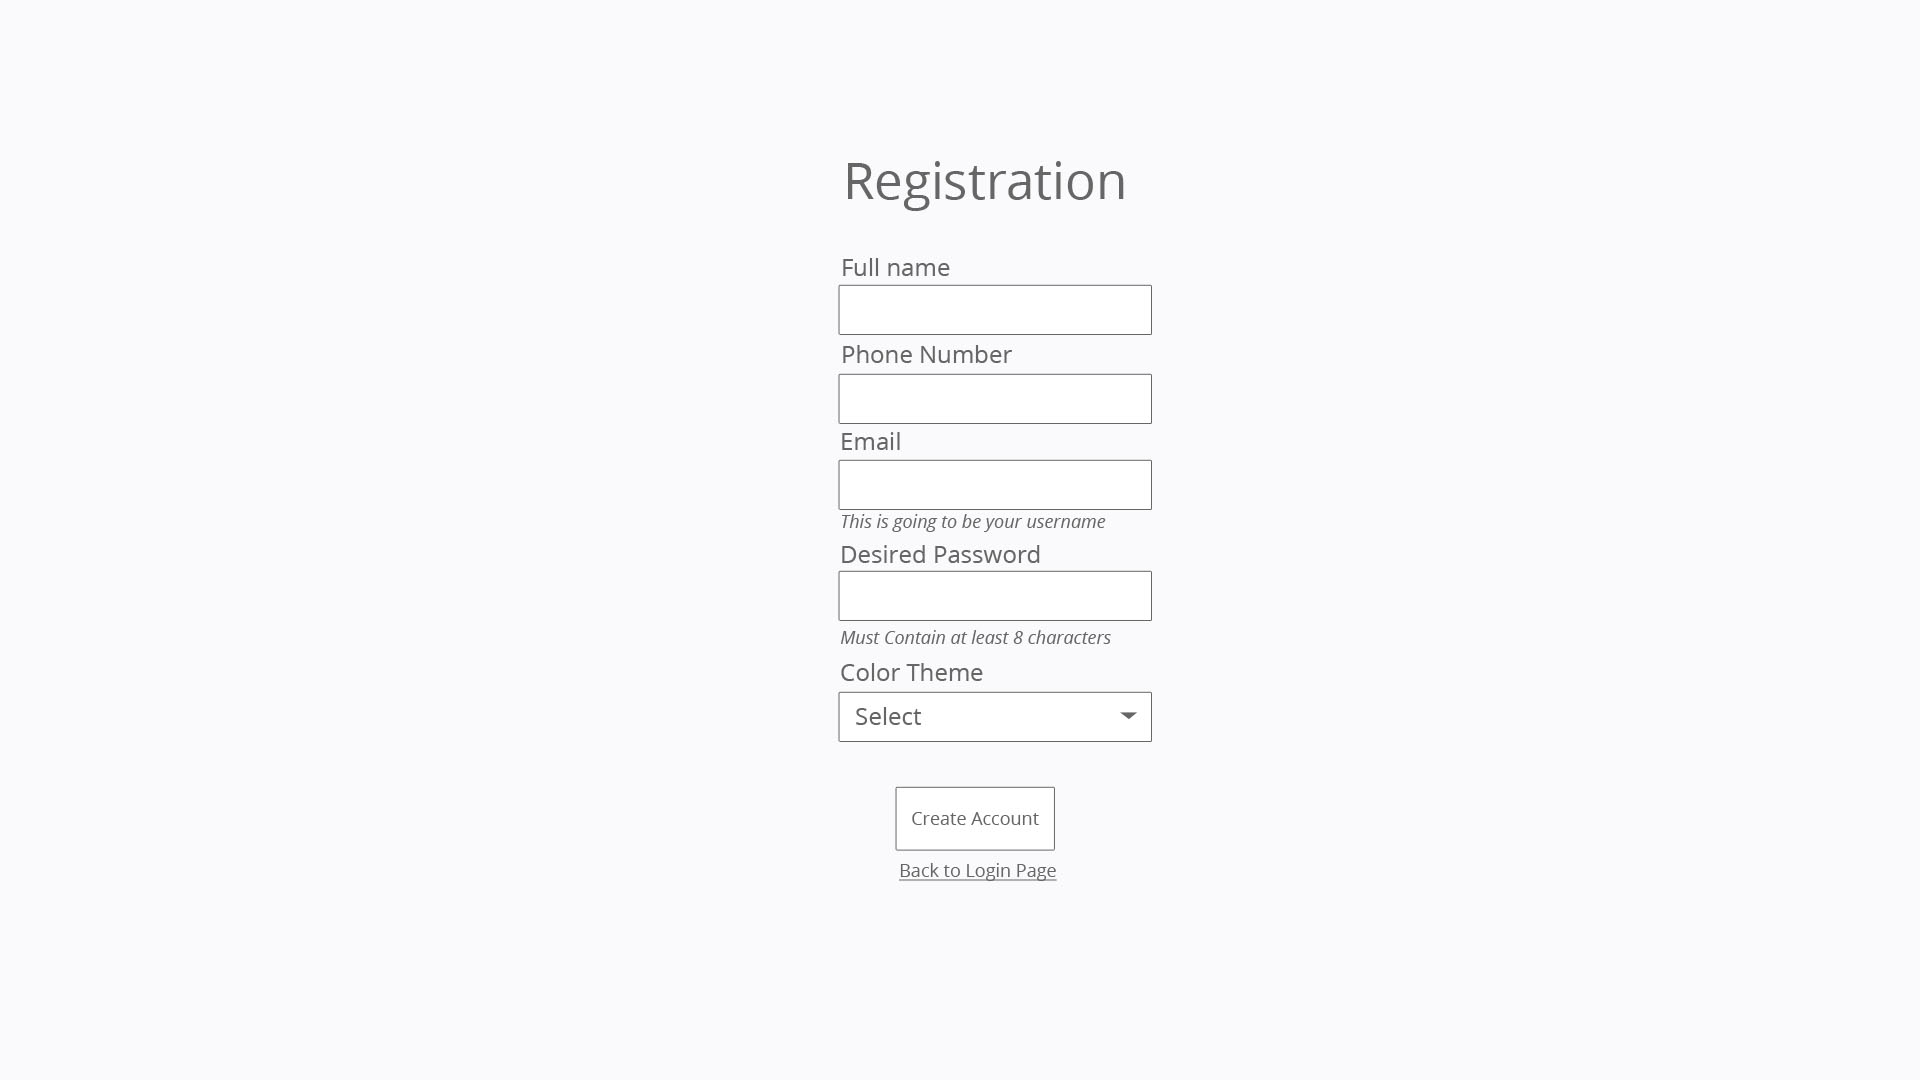 Registration
Full name
Phone Number
Email
This is going to be your username
Desired Password
Must Contain at least 8 characters
Color Theme
Select
Create Account
Back to Login Page